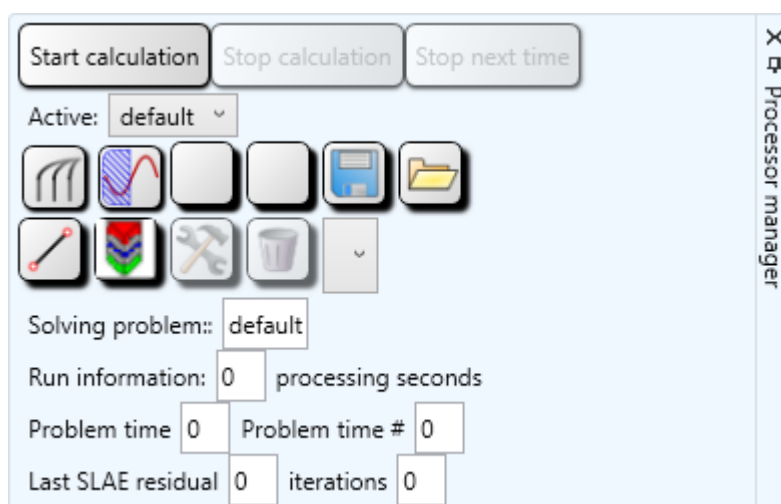 Start calculation Stop calculation Stop next time
Active: default
Solving problem:: default
Run information: 0 processing seconds
Problem time 0 Problem time # 0
Last SLAE residual 0 iterations 0
Processor manager